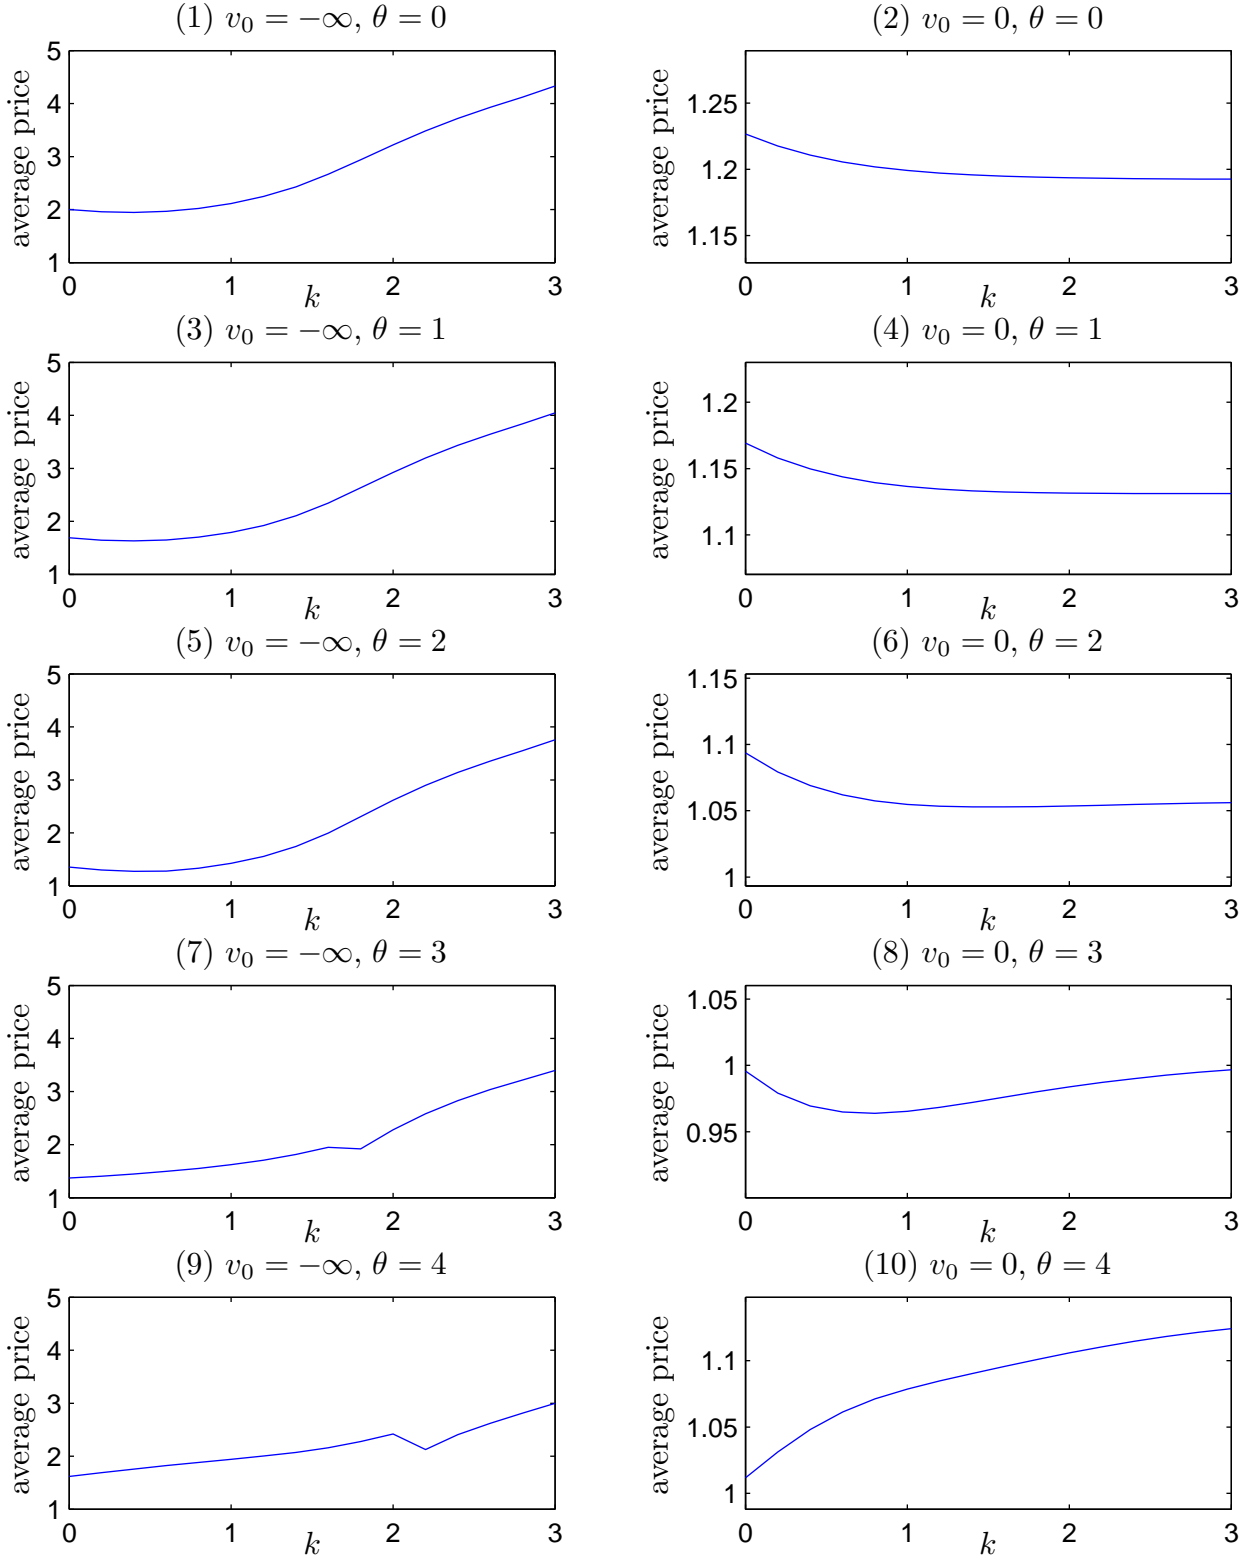 (1) v₀ = −∞, θ = 0
average price
5
4
3
2
1
0 1 2 3
k
(2) v₀ = 0, θ = 0
average price
1.25
1.2
1.15
0 1 2 3
k
(3) v₀ = −∞, θ = 1
average price
5
4
3
2
1
0 1 2 3
k
(4) v₀ = 0, θ = 1
average price
1.2
1.15
1.1
0 1 2 3
k
(5) v₀ = −∞, θ = 2
average price
5
4
3
2
1
0 1 2 3
k
(6) v₀ = 0, θ = 2
average price
1.15
1.1
1.05
1
0 1 2 3
k
(7) v₀ = −∞, θ = 3
average price
5
4
3
2
1
0 1 2 3
k
(8) v₀ = 0, θ = 3
average price
1.05
1
0.95
0 1 2 3
k
(9) v₀ = −∞, θ = 4
average price
5
4
3
2
1
0 1 2 3
k
(10) v₀ = 0, θ = 4
average price
1.1
1.05
1
0 1 2 3
k